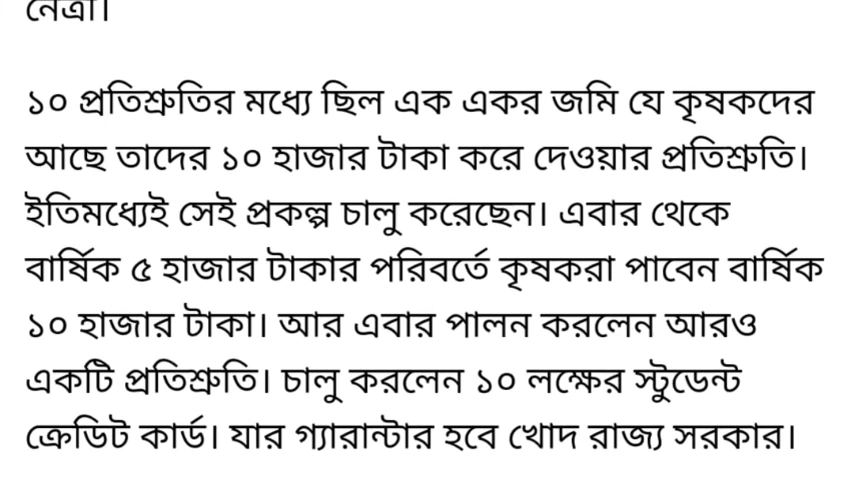 নেত্রী।
১০ প্রতিশ্রুতির মধ্যে ছিল এক একর জমি যে কৃষকদের
আছে তাদের ১০ হাজার টাকা করে দেওয়ার প্রতিশ্রুতি।
ইতিমধ্যেই সেই প্রকল্প চালু করেছেন। এবার থেকে
বার্ষিক ৫ হাজার টাকার পরিবর্তে কৃষকরা পাবেন বার্ষিক
১০ হাজার টাকা। আর এবার পালন করলেন আরও
একটি প্রতিশ্রুতি। চালু করলেন ১০ লক্ষের স্টুডেন্ট
ক্রেডিট কার্ড। যার গ্যারান্টার হবে খোদ রাজ্য সরকার।